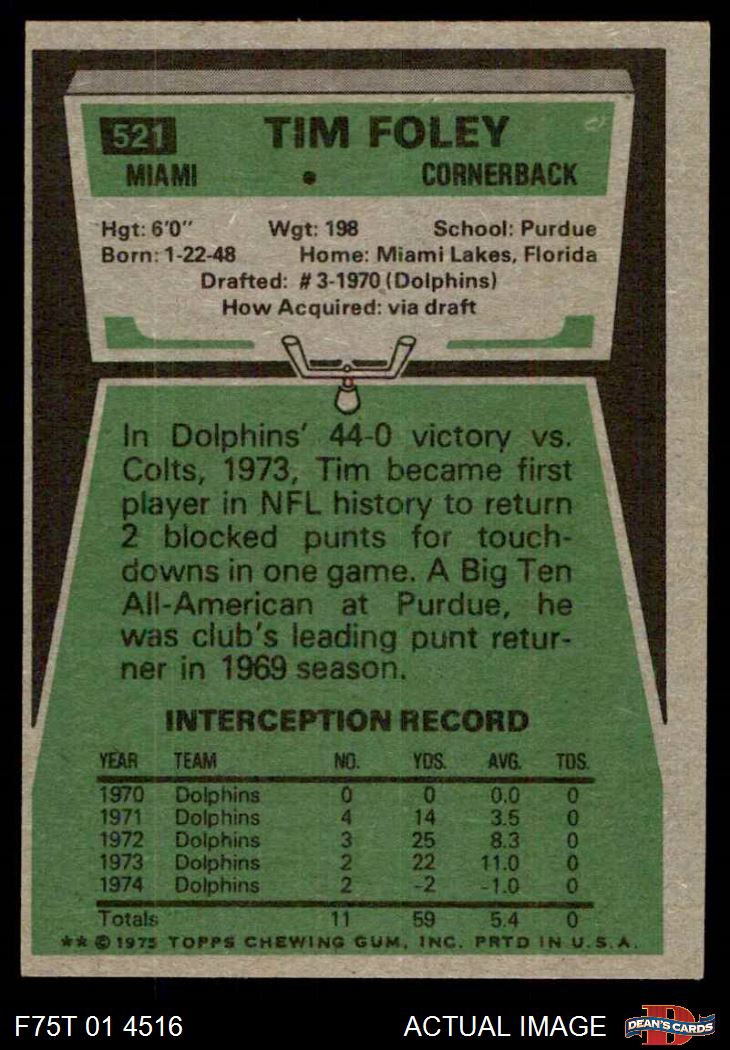 521 TIM FOLEY
MIAMI • CORNERBACK
Hgt: 6'0" Wgt: 198 School: Purdue
Born: 1-22-48 Home: Miami Lakes, Florida
Drafted: #3-1970 (Dolphins)
How Acquired: via draft
In Dolphins' 44-0 victory vs.
Colts, 1973, Tim became first
player in NFL history to return
2 blocked punts for touch-
downs in one game. A Big Ten
All-American at Purdue, he
was club's leading punt retur-
ner in 1969 season.
INTERCEPTION RECORD
YEAR TEAM NO. YDS. AVG. TDS.
1970 Dolphins 0 0 0.0 0
1971 Dolphins 4 14 3.5 0
1972 Dolphins 3 25 8.3 0
1973 Dolphins 2 22 11.0 0
1974 Dolphins 2 -2 -1.0 0
Totals 11 59 5.4 0
** © 1975 TOPPS CHEWING GUM, INC. PRTD IN U.S.A.
F75T 01 4516 ACTUAL IMAGE D DEAN'S CARDS